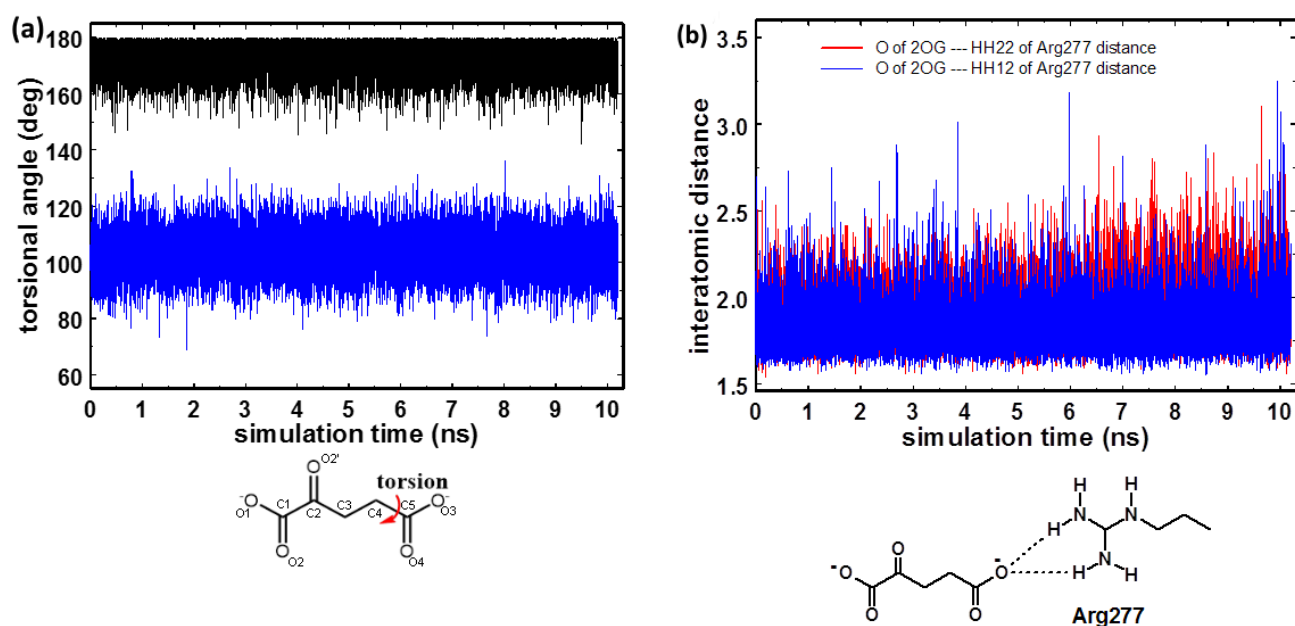 (a)
torsional angle (deg)
180
160
140
120
100
80
60
0 1 2 3 4 5 6 7 8 9 10
simulation time (ns)
O2'
O
torsion
-O C1 C3 C5 O-
O1 C2 C4 O3
O O
O2 O4
(b)
interatomic distance
3.5
3.0
2.5
2.0
1.5
O of 2OG --- HH22 of Arg277 distance
O of 2OG --- HH12 of Arg277 distance
0 1 2 3 4 5 6 7 8 9 10
simulation time (ns)
H H
H N N
O - H N
-O O H
O O
Arg277